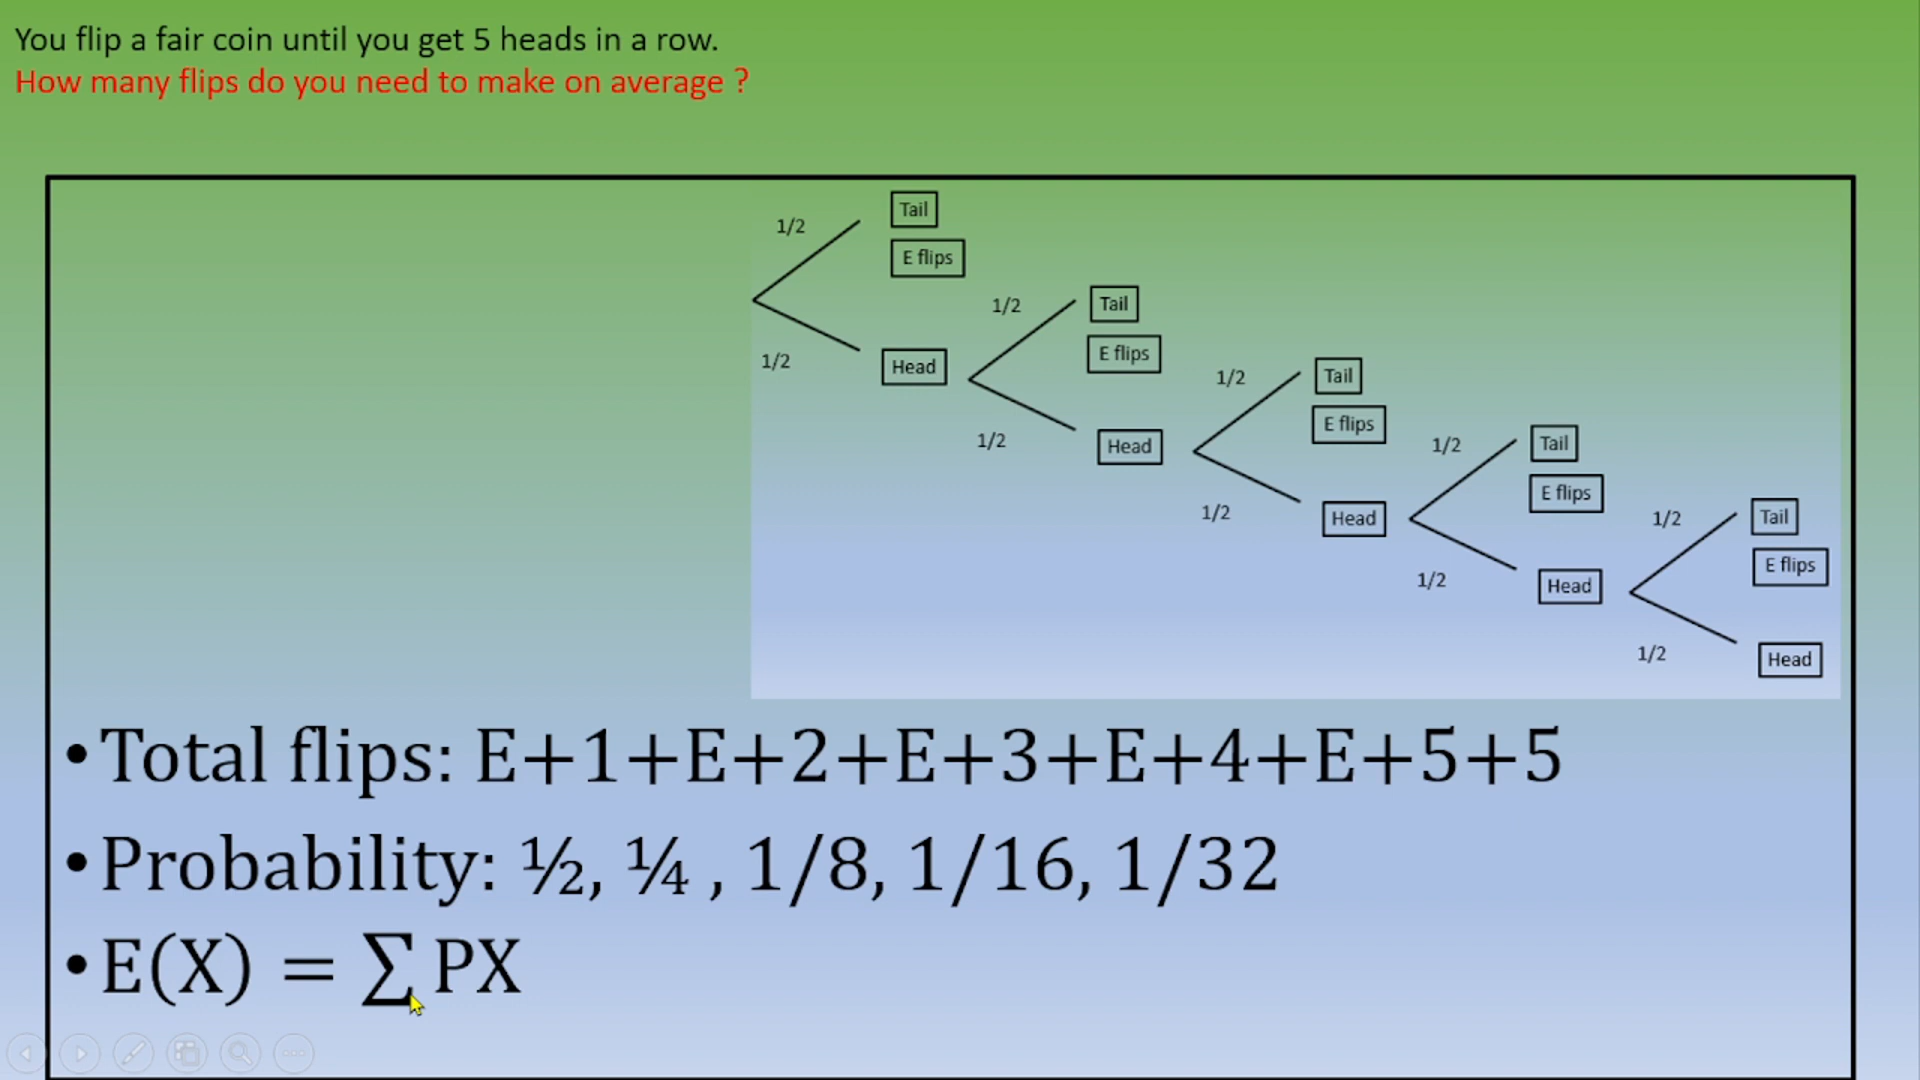 You flip a fair coin until you get 5 heads in a row.
How many flips do you need to make on average ?
1/2
Tail
E flips
1/2
Head
1/2
Tail
E flips
1/2
Head
1/2
Tail
E flips
1/2
Head
1/2
Tail
E flips
1/2
Head
1/2
Tail
E flips
1/2
Head
•Total flips: E+1+E+2+E+3+E+4+E+5+5
•Probability: ½, ¼ , 1/8, 1/16, 1/32
•E(X) = ∑ PX